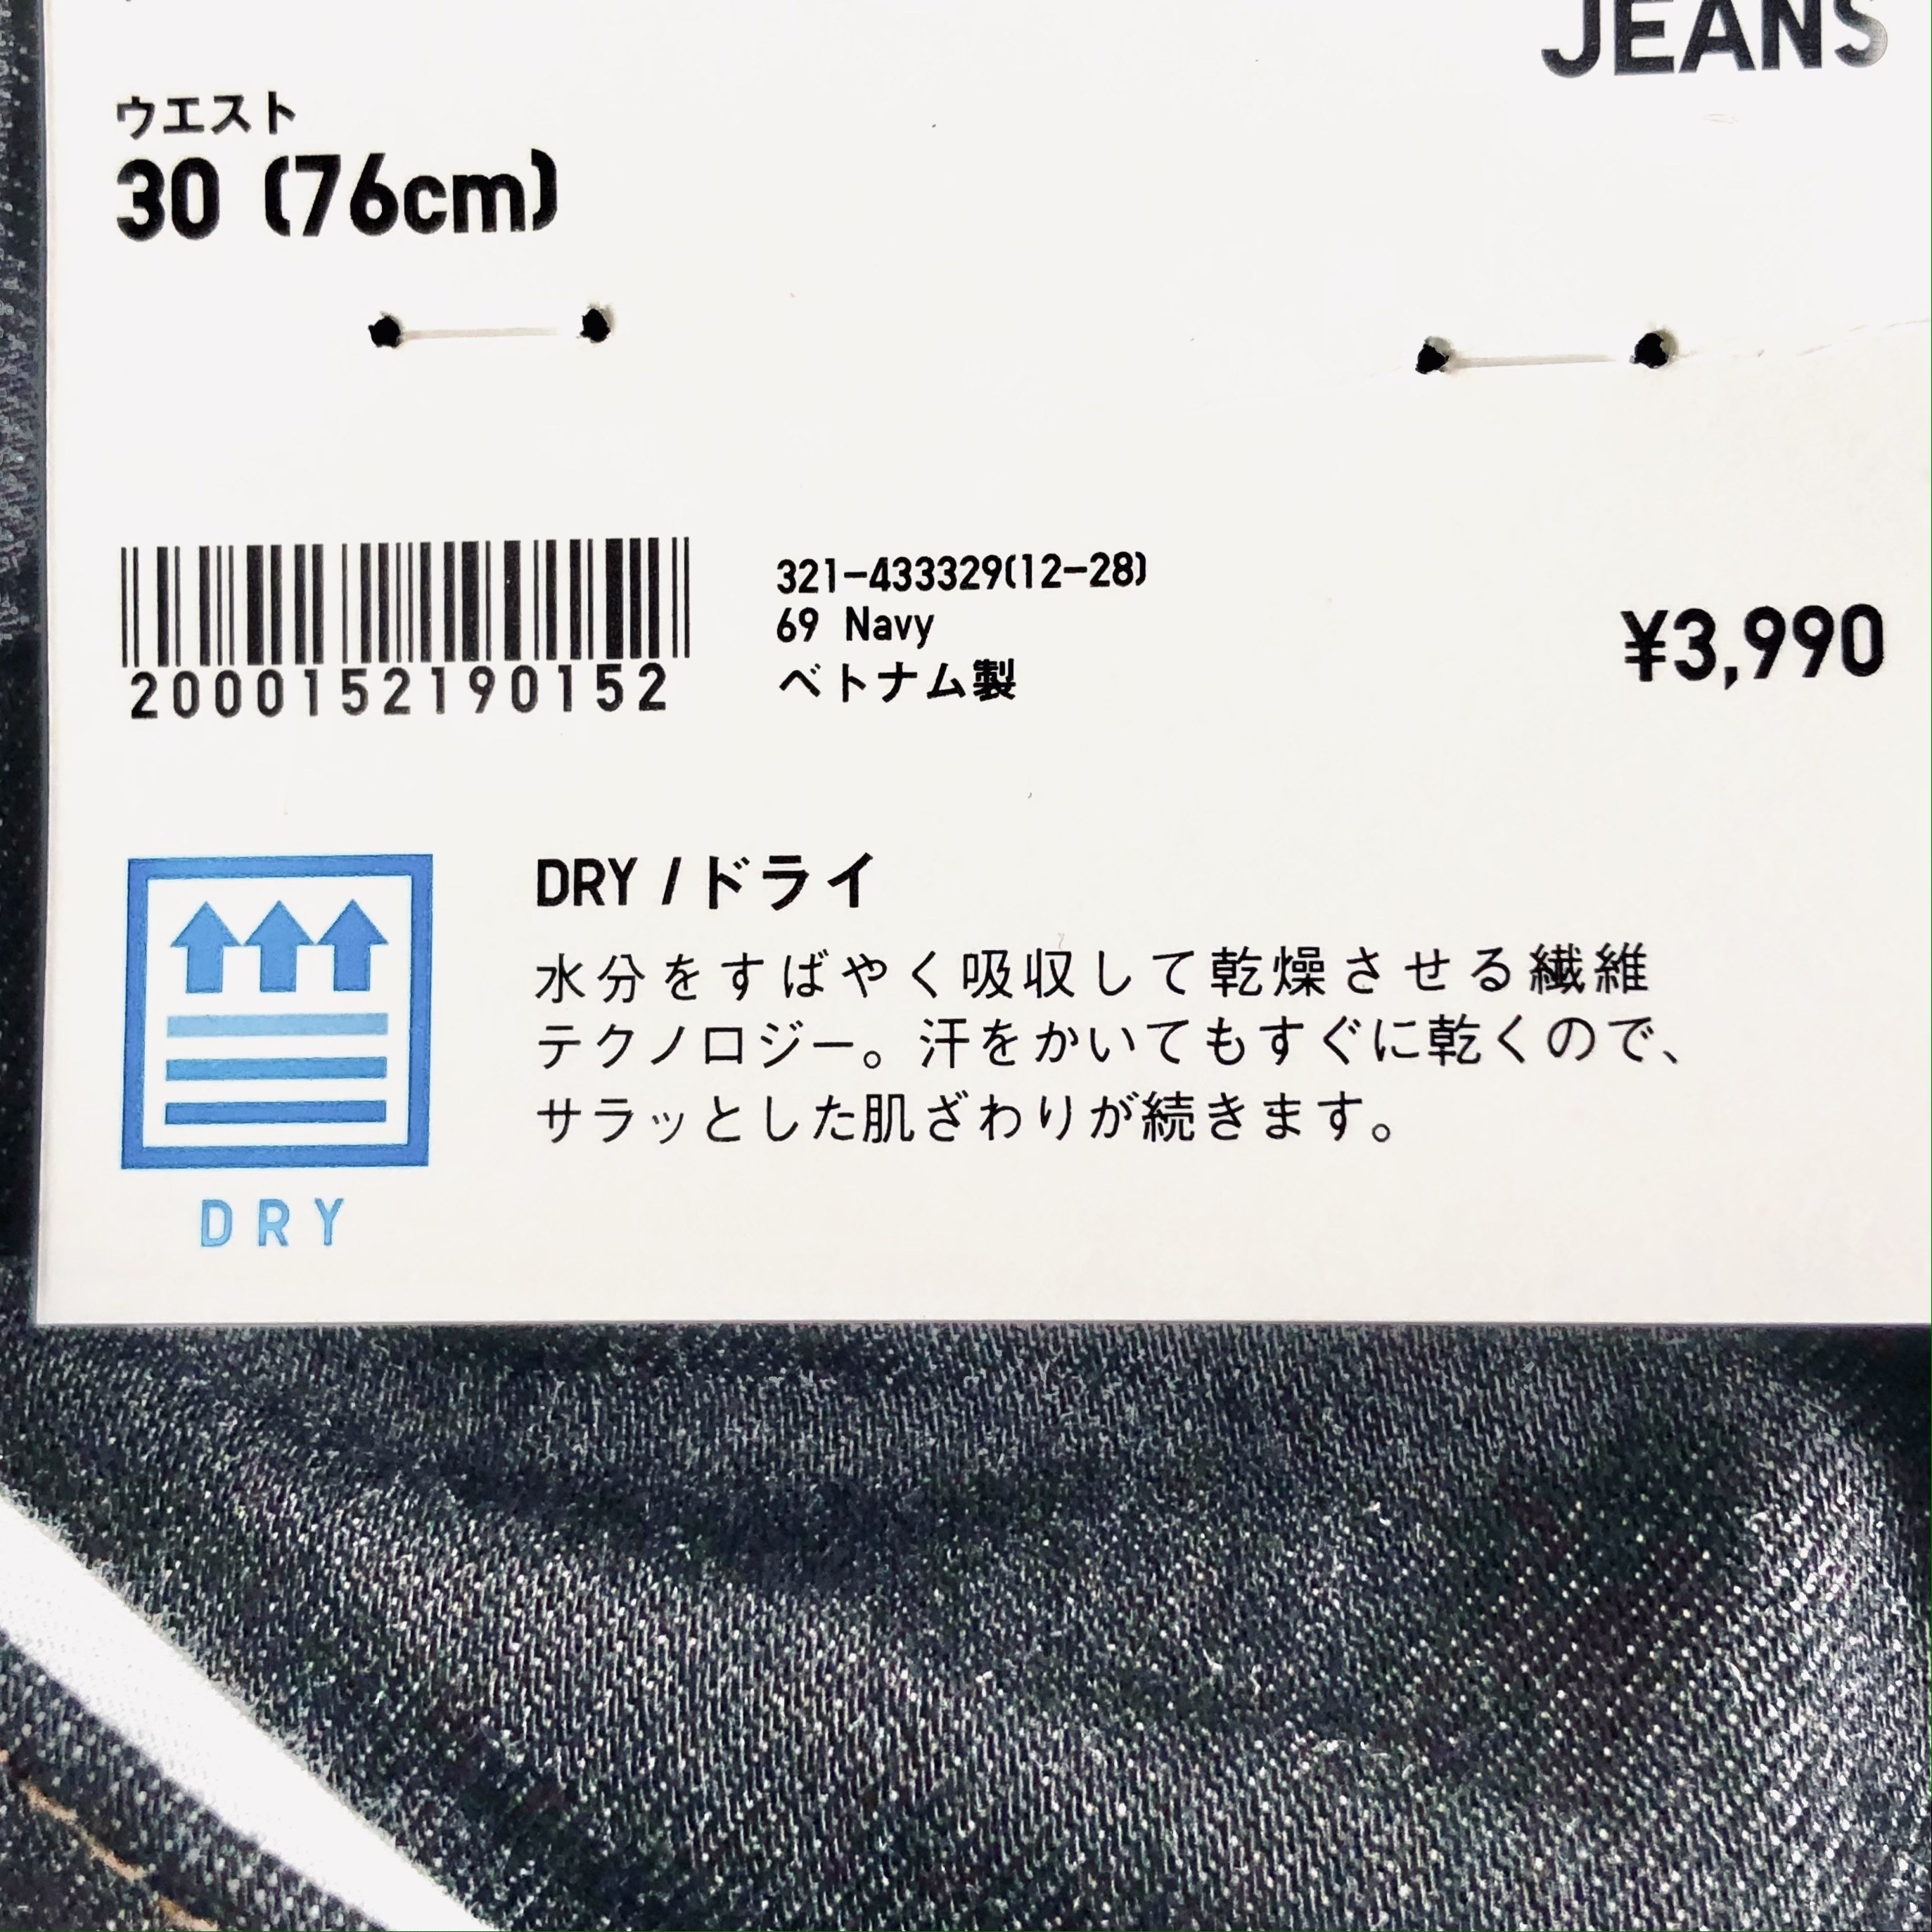 JEANS
ウエスト
30 (76cm)
2000152190152
321-433329(12-28)
69 Navy
ベトナム製
¥3,990
DRY / ドライ
水分をすばやく吸収して乾燥させる繊維
テクノロジー。汗をかいてもすぐに乾くので、
サラッとした肌ざわりが続きます。
DRY